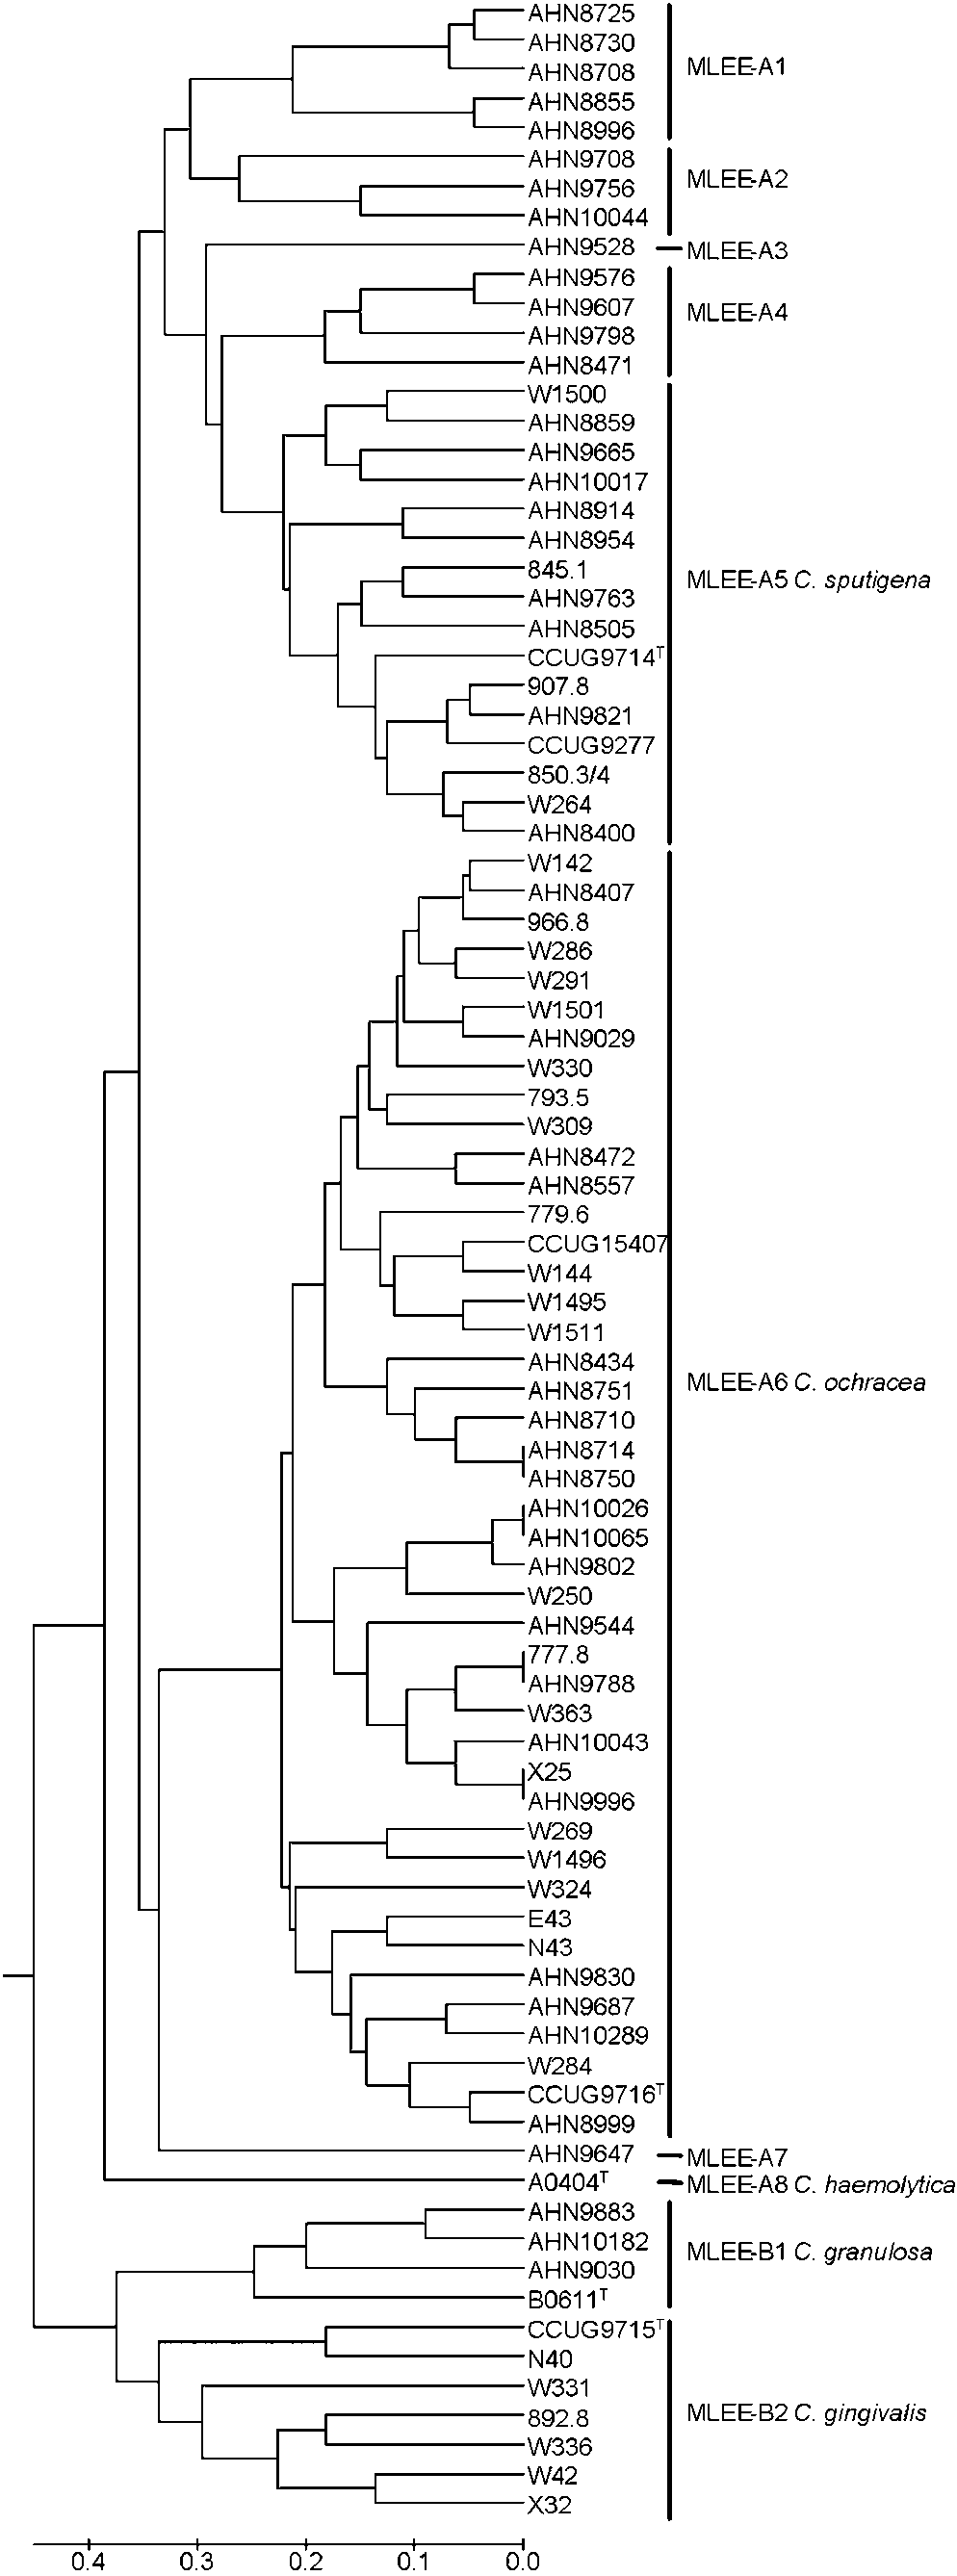 AHN8725
AHN8730
AHN8708
MLEE-A1
AHN8855
AHN8996
AHN9708
AHN9756
MLEE-A2
AHN10044
AHN9528
MLEE-A3
AHN9576
AHN9607
MLEE-A4
AHN9798
AHN8471
W1500
AHN8859
AHN9665
AHN10017
AHN8914
AHN8954
845.1
MLEE-A5 C. sputigena
AHN9763
AHN8505
CCUG9714T
907.8
AHN9821
CCUG9277
850.3/4
W264
AHN8400
W142
AHN8407
966.8
W286
W291
W1501
AHN9029
W330
793.5
W309
AHN8472
AHN8557
779.6
CCUG15407
W144
W1495
W1511
AHN8434
MLEE-A6 C. ochracea
AHN8751
AHN8710
AHN8714
AHN8750
AHN10026
AHN10065
AHN9802
W250
AHN9544
777.8
AHN9788
W363
AHN10043
X25
AHN9996
W269
W1496
W324
E43
N43
AHN9830
AHN9687
AHN10289
W284
CCUG9716T
AHN8999
AHN9647
MLEE-A7
A0404T
MLEE-A8 C. haemolytica
AHN9883
AHN10182
MLEE-B1 C. granulosa
AHN9030
B0611T
CCUG9715T
N40
W331
892.8
MLEE-B2 C. gingivalis
W336
W42
X32
0.4 0.3 0.2 0.1 0.0